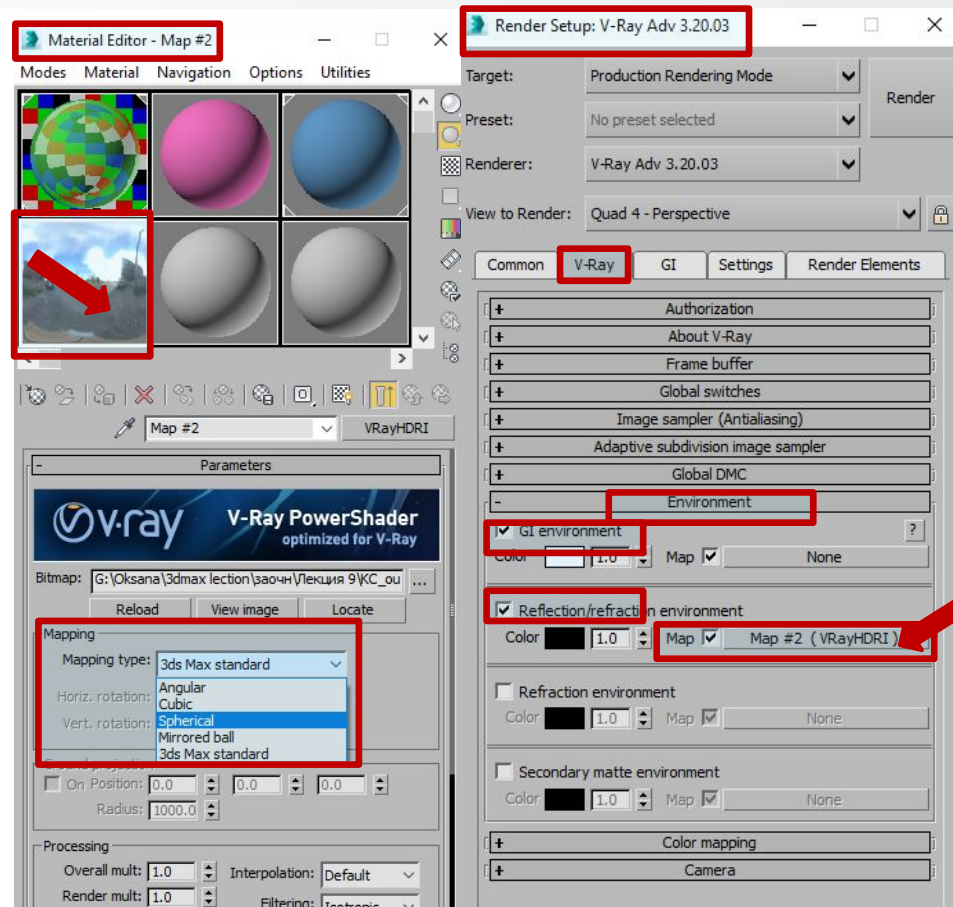 Material Editor - Map #2
Modes Material Navigation Options Utilities
Map #2 VRayHDRI
- Parameters
v·ray V-Ray PowerShader
optimized for V-Ray
Bitmap: G:\Oksana\3dmax lection\заочн\Лекция 9\KC_ou ...
Reload View image Locate
Mapping
Mapping type: 3ds Max standard
Angular
Horiz. rotation: Cubic
Vert. rotation: Spherical
Mirrored ball
3ds Max standard
Ground projection
On Position: 0.0 0.0 0.0
Radius: 1000.0
Processing
Overall mult: 1.0 Interpolation: Default
Render mult: 1.0 Filtering: Isotropic
Render Setup: V-Ray Adv 3.20.03
Target: Production Rendering Mode
Render
Preset: No preset selected
Renderer: V-Ray Adv 3.20.03
View to Render: Quad 4 - Perspective
Common V-Ray GI Settings Render Elements
+ Authorization
+ About V-Ray
+ Frame buffer
+ Global switches
+ Image sampler (Antialiasing)
+ Adaptive subdivision image sampler
+ Global DMC
- Environment
GI environment ?
Color 1.0 Map None
Reflection/refraction environment
Color 1.0 Map Map #2 ( VRayHDRI )
Refraction environment
Color 1.0 Map None
Secondary matte environment
Color 1.0 Map None
+ Color mapping
+ Camera